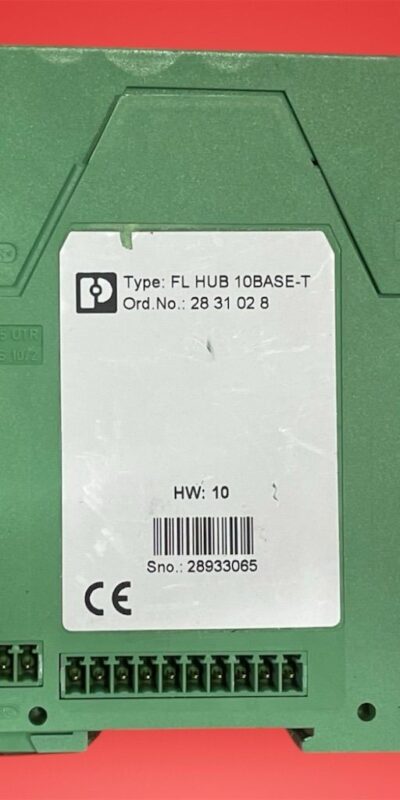 Type: FL HUB 10BASE-T
Ord.No.: 28 31 02 8
HW: 10
Sno.: 28933065
CE